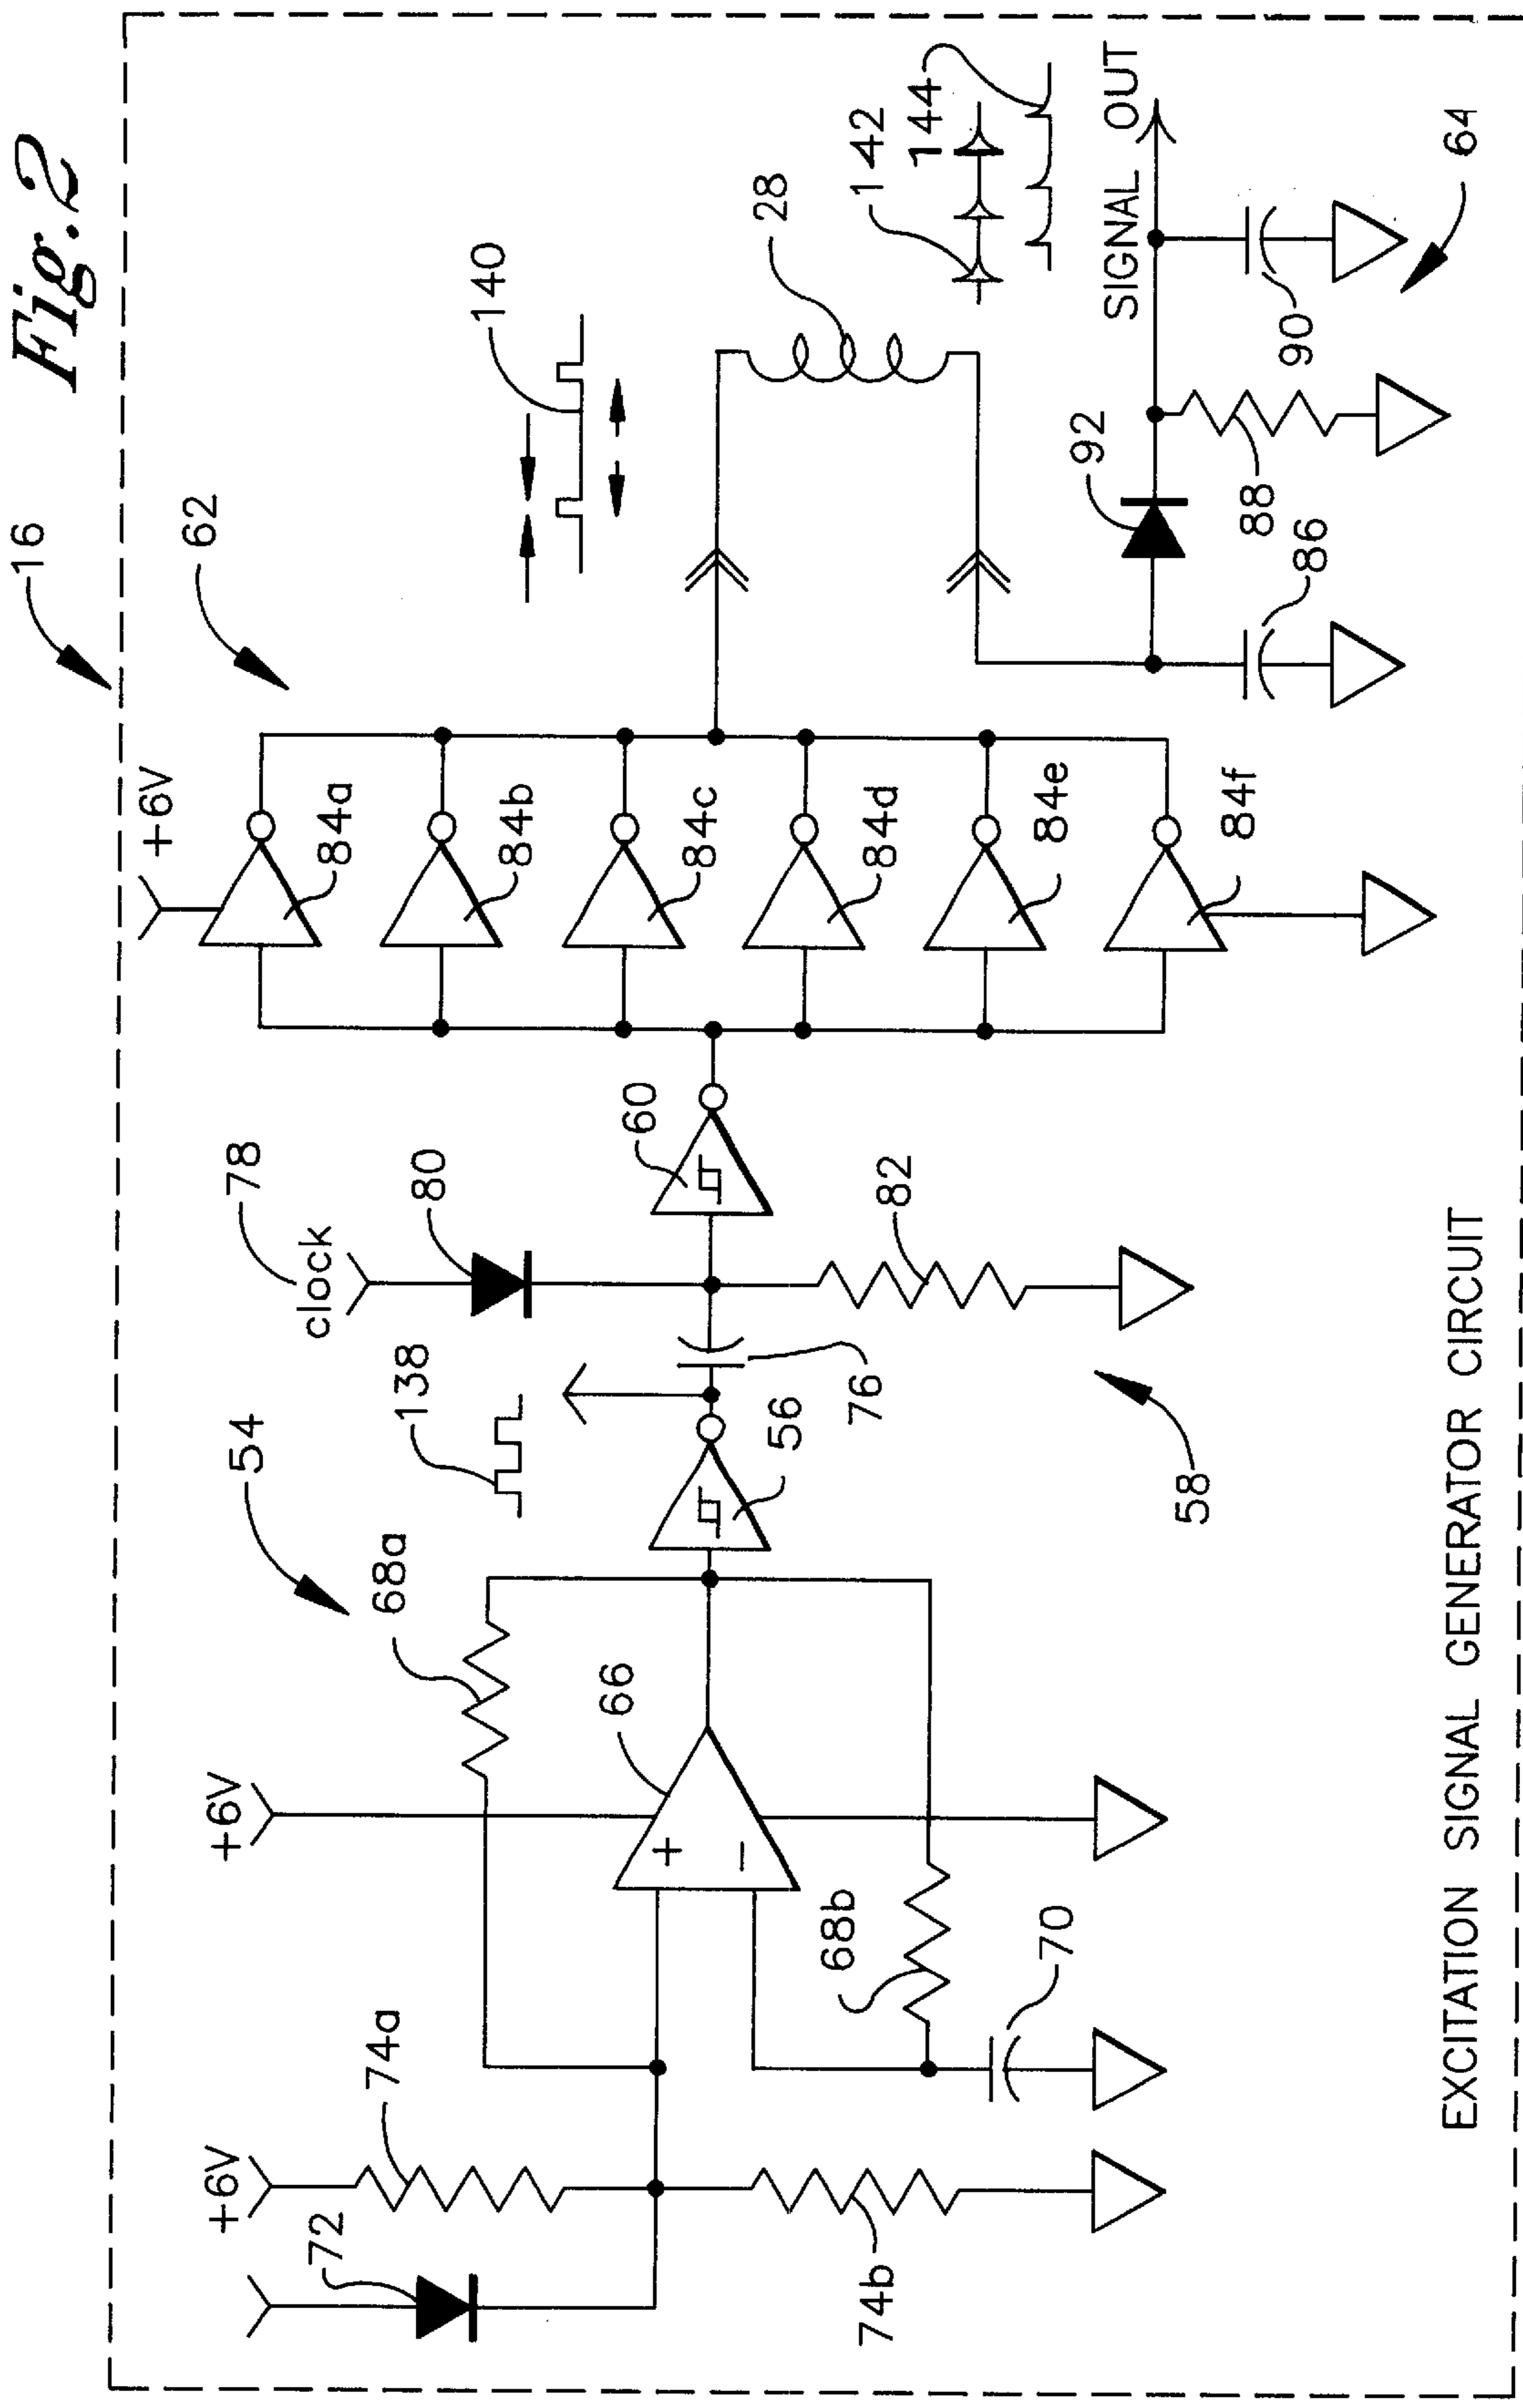 Fig.2
16
54
62
+6V
+6V
+6V
72
74a
74b
68a
66
+
−
68b
70
138
56
76
clock
78
80
82
58
60
84a
84b
84c
84d
84e
84f
140
28
142
144
92
88
86
90
SIGNAL OUT
64
EXCITATION SIGNAL GENERATOR CIRCUIT